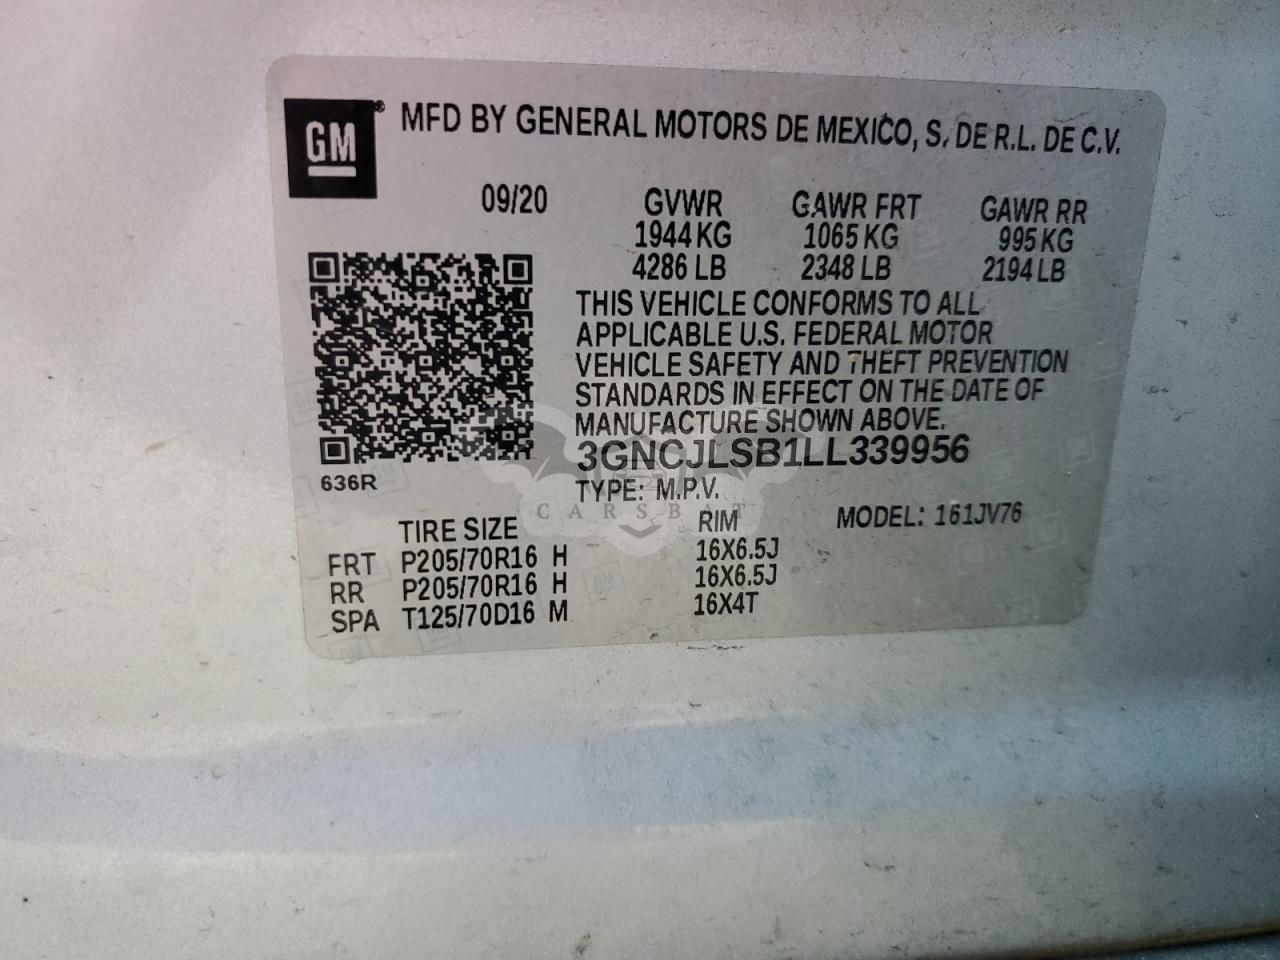 GM® MFD BY GENERAL MOTORS DE MEXICO, S. DE R.L. DE C.V.
09/20 GVWR GAWR FRT GAWR RR
1944 KG 1065 KG 995 KG
4286 LB 2348 LB 2194 LB
THIS VEHICLE CONFORMS TO ALL
APPLICABLE U.S. FEDERAL MOTOR
VEHICLE SAFETY AND THEFT PREVENTION
STANDARDS IN EFFECT ON THE DATE OF
MANUFACTURE SHOWN ABOVE.
3GNCJLSB1LL339956
636R
TYPE: M.P.V.
CARSBAT
TIRE SIZE RIM MODEL: 161JV76
FRT P205/70R16 H 16X6.5J
RR P205/70R16 H 16X6.5J
SPA T125/70D16 M 16X4T